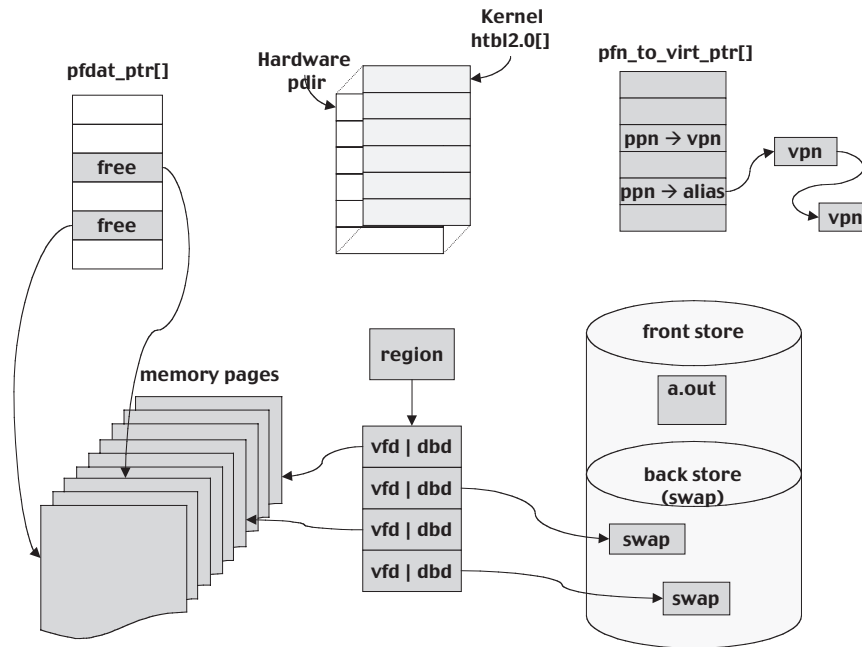 Kernel
htbl2.0[]
pfdat_ptr[]
Hardware
pdir
pfn_to_virt_ptr[]
free
free
ppn → vpn
ppn → alias
vpn
vpn
memory pages
region
vfd | dbd
vfd | dbd
vfd | dbd
vfd | dbd
front store
a.out
back store
(swap)
swap
swap